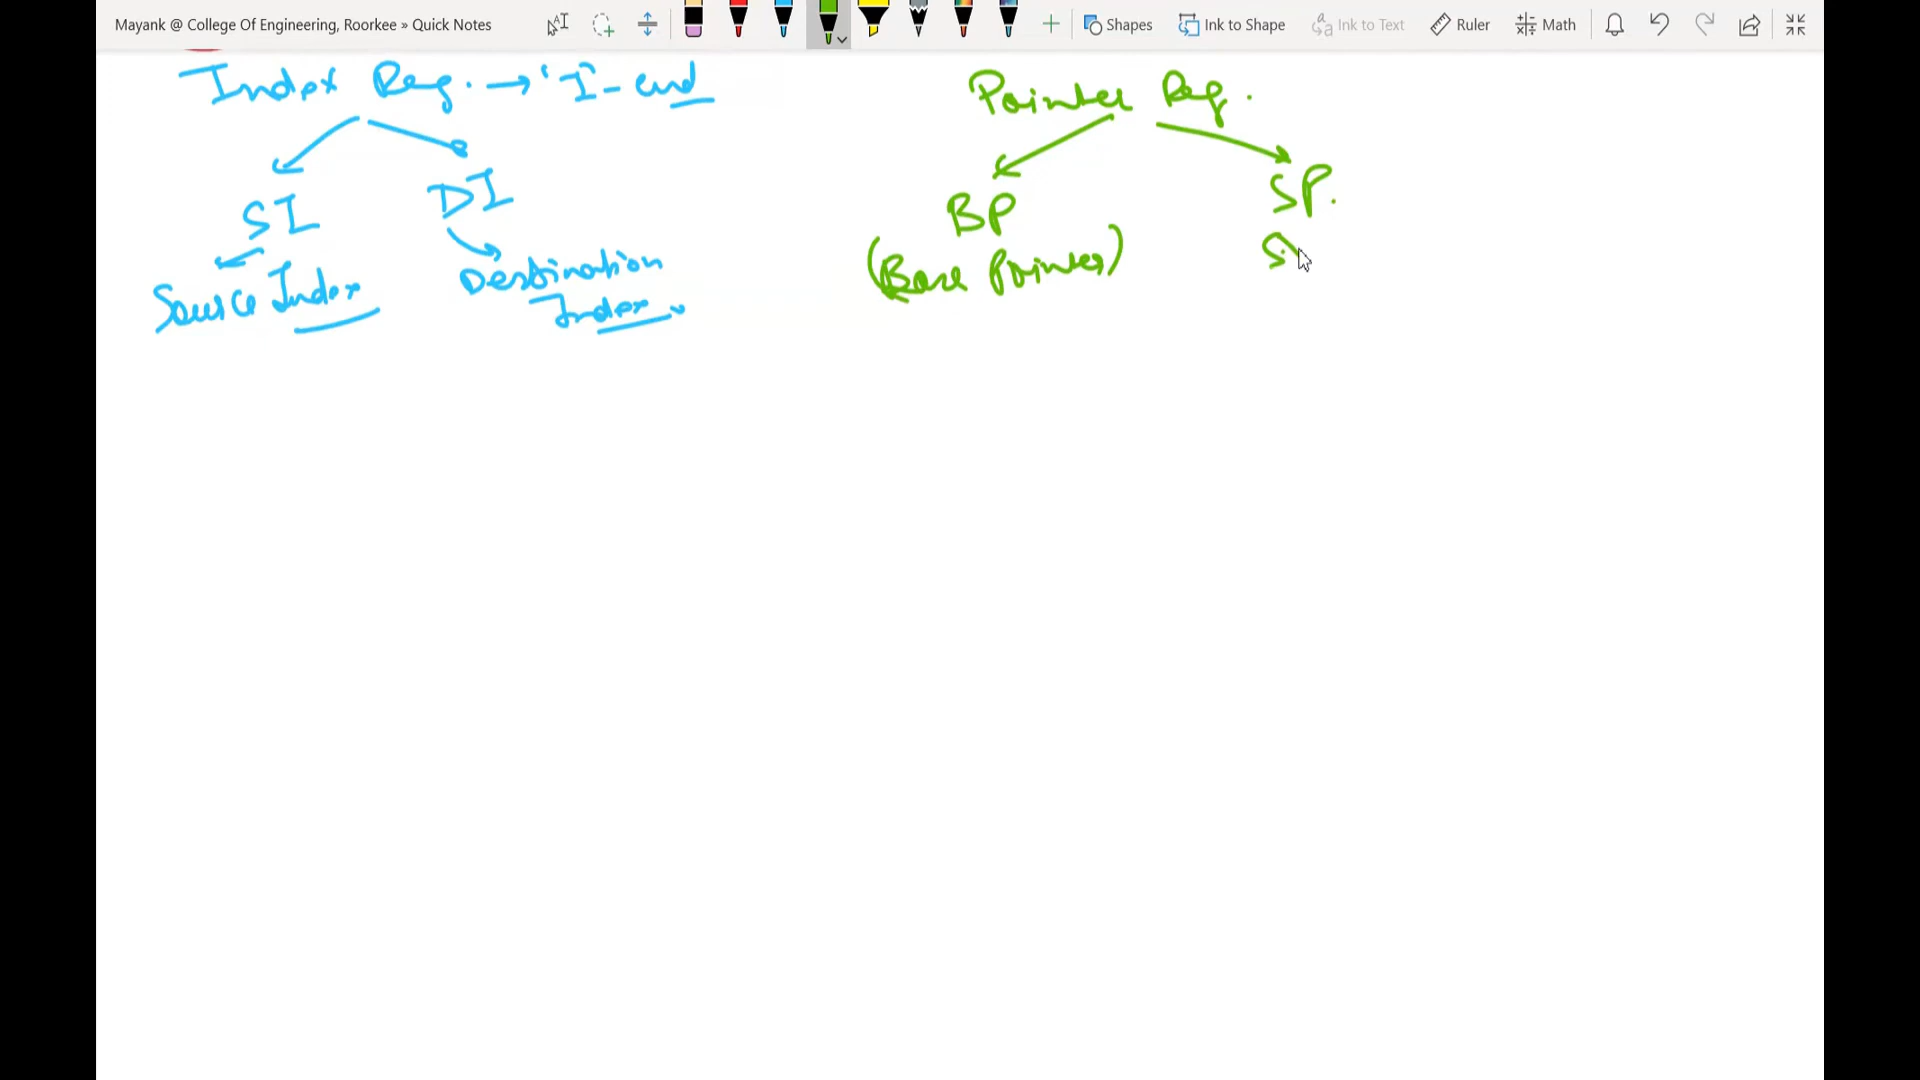 Mayank @ College Of Engineering, Roorkee » Quick Notes
Shapes
Ink to Shape
Ink to Text
Ruler
Math
Index Reg. → 'I' - end
SI
DI
Source Index
Destination
Index
Pointer Reg.
BP
SP.
(Base Pointer)
S